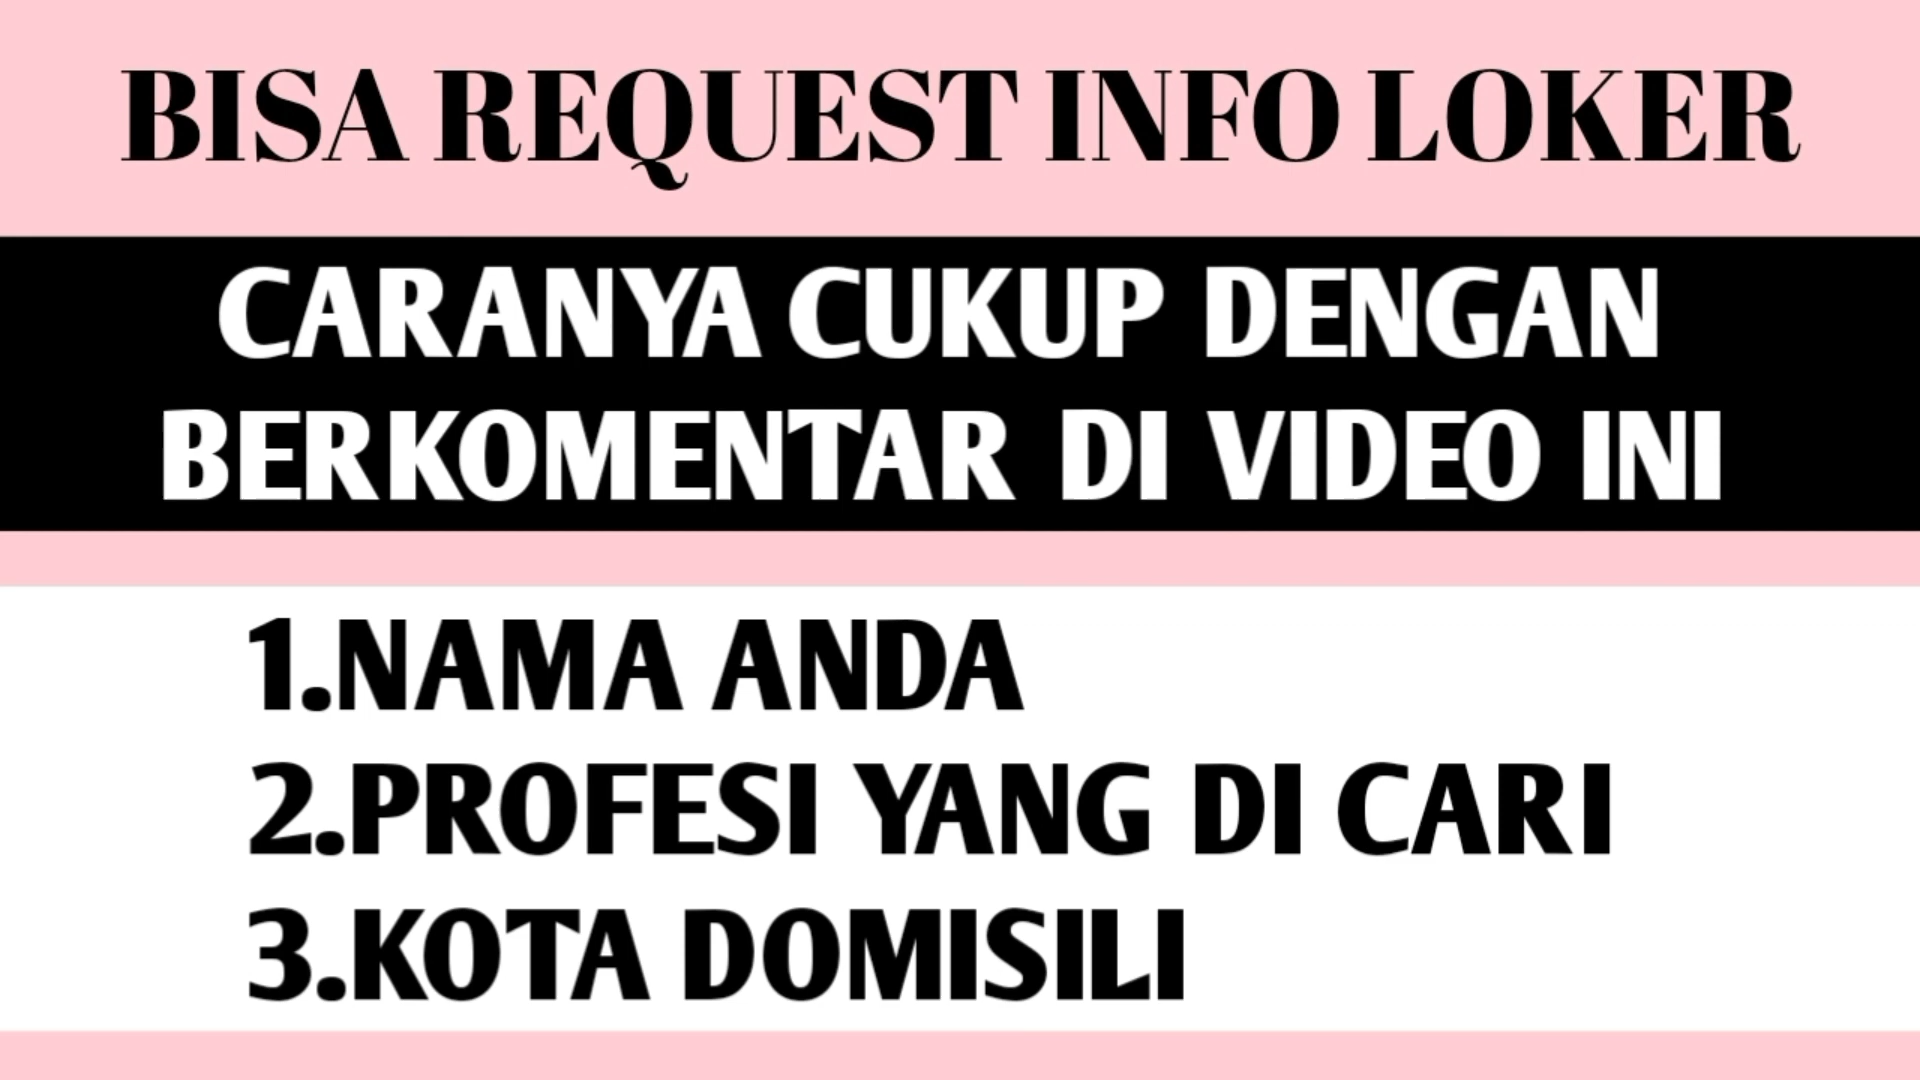 BISA REQUEST INFO LOKER
CARANYA CUKUP DENGAN
BERKOMENTAR DI VIDEO INI
1.NAMA ANDA
2.PROFESI YANG DI CARI
3.KOTA DOMISILI